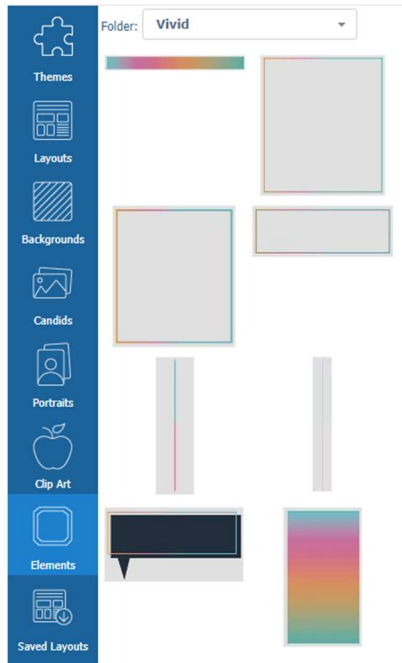 Folder: Vivid
Themes
Layouts
Backgrounds
Candids
Portraits
Clip Art
Elements
Saved Layouts